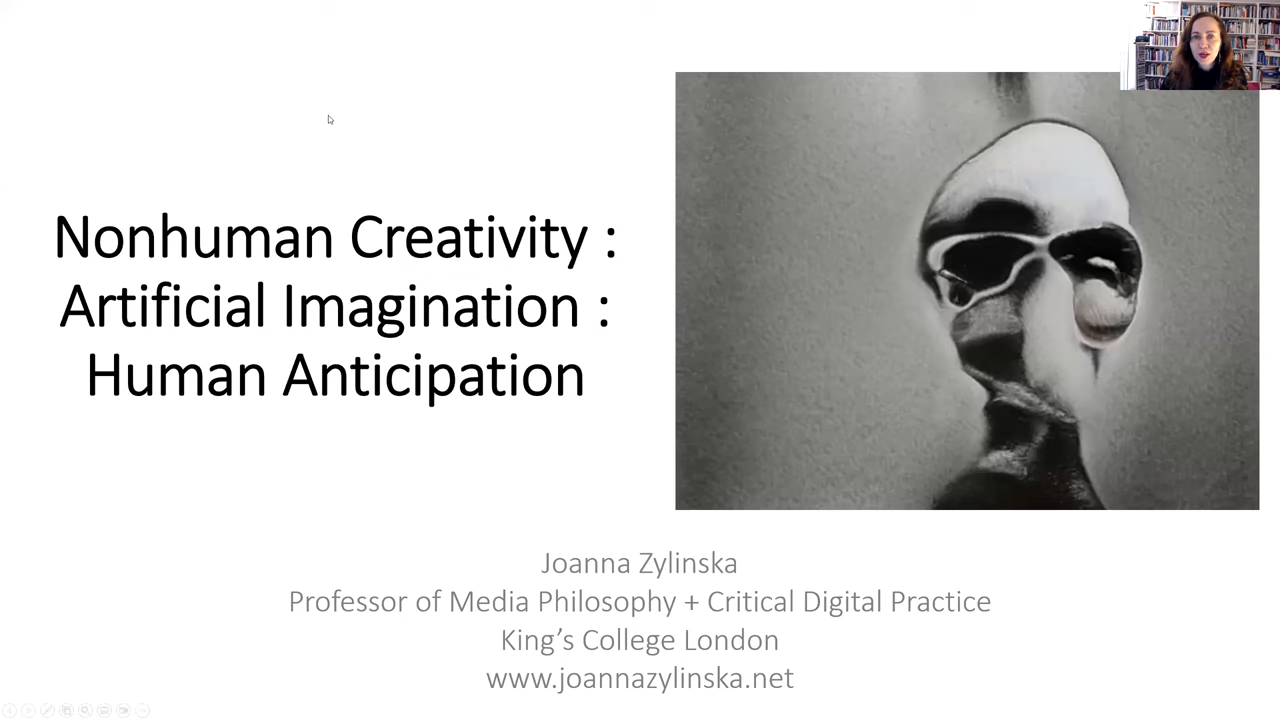 Nonhuman Creativity :
Artificial Imagination :
Human Anticipation
Joanna Zylinska
Professor of Media Philosophy + Critical Digital Practice
King’s College London
www.joannazylinska.net